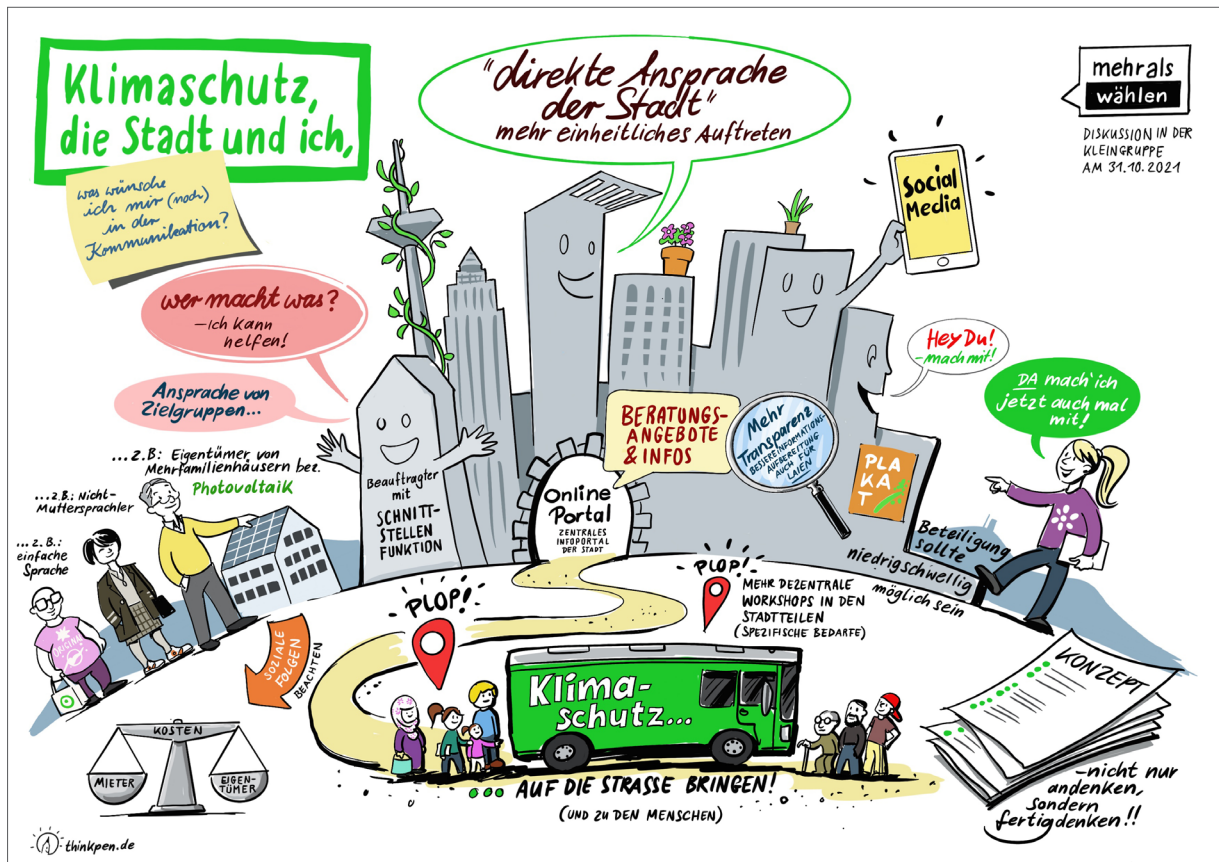 Klimaschutz,
die Stadt und ich,
was wünsche
ich mir (noch)
in der
Kommunikation?
"direkte Ansprache
der Stadt"
mehr einheitliches Auftreten
mehr als
wählen
DISKUSSION IN DER
KLEINGRUPPE
AM 31.10.2021
Social
Media
wer macht was?
- ich kann
helfen!
Ansprache von
Zielgruppen...
... z.B: Eigentümer von
Mehrfamilienhäusern bez.
Photovoltaik
... z.B.: Nicht-
Muttersprachler
... z.B.:
einfache
Sprache
ORIGINAL
Beauftragter
mit
SCHNITT-
STELLEN
FUNKTION
BERATUNGS-
ANGEBOTE
& INFOS
Online
Portal
ZENTRALES
INFOPORTAL
DER STADT
Mehr
Transparenz
BESSERE INFORMATIONS-
AUFBEREITUNG
AUCH FÜR
LAIEN
Hey Du!
- mach mit!
DA mach' ich
jetzt auch mal
mit!
PLA
KA
T
Beteiligung
sollte
niedrigschwellig
möglich sein
PLOP!
PLOP!
MEHR DEZENTRALE
WORKSHOPS IN DEN
STADTTEILEN
(SPEZIFISCHE BEDARFE)
SOZIALE
FOLGEN
BEACHTEN
KOSTEN
MIETER
EIGEN-
TÜMER
Klima-
schutz...
... AUF DIE STRASSE BRINGEN!
(UND ZU DEN MENSCHEN)
KONZEPT
- nicht nur
andenken,
sondern
fertigdenken!!
thinkpen.de